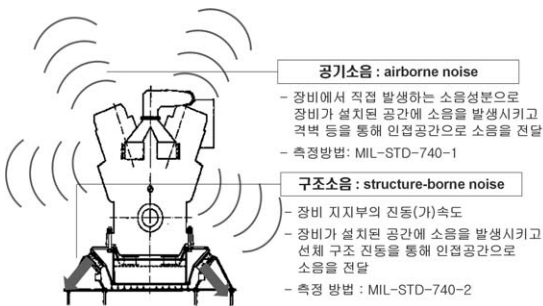 공기소음 : airborne noise
- 장비에서 직접 발생하는 소음성분으로
장비가 설치된 공간에 소음을 발생시키고
격벽 등을 통해 인접공간으로 소음을 전달
- 측정방법: MIL-STD-740-1
구조소음 : structure-borne noise
- 장비 지지부의 진동(가)속도
- 장비가 설치된 공간에 소음을 발생시키고
선체 구조 진동을 통해 인접공간으로
소음을 전달
- 측정 방법 : MIL-STD-740-2